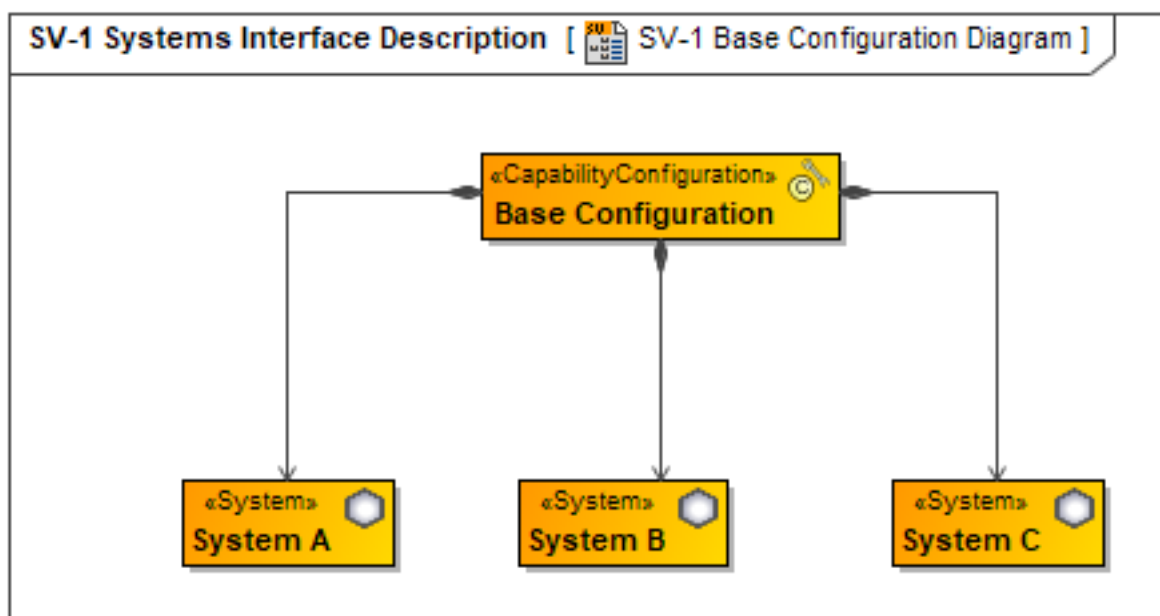 SV-1 Systems Interface Description [ SV SV-1 Base Configuration Diagram ]
«CapabilityConfiguration»
C
Base Configuration
«System»
System A
«System»
System B
«System»
System C